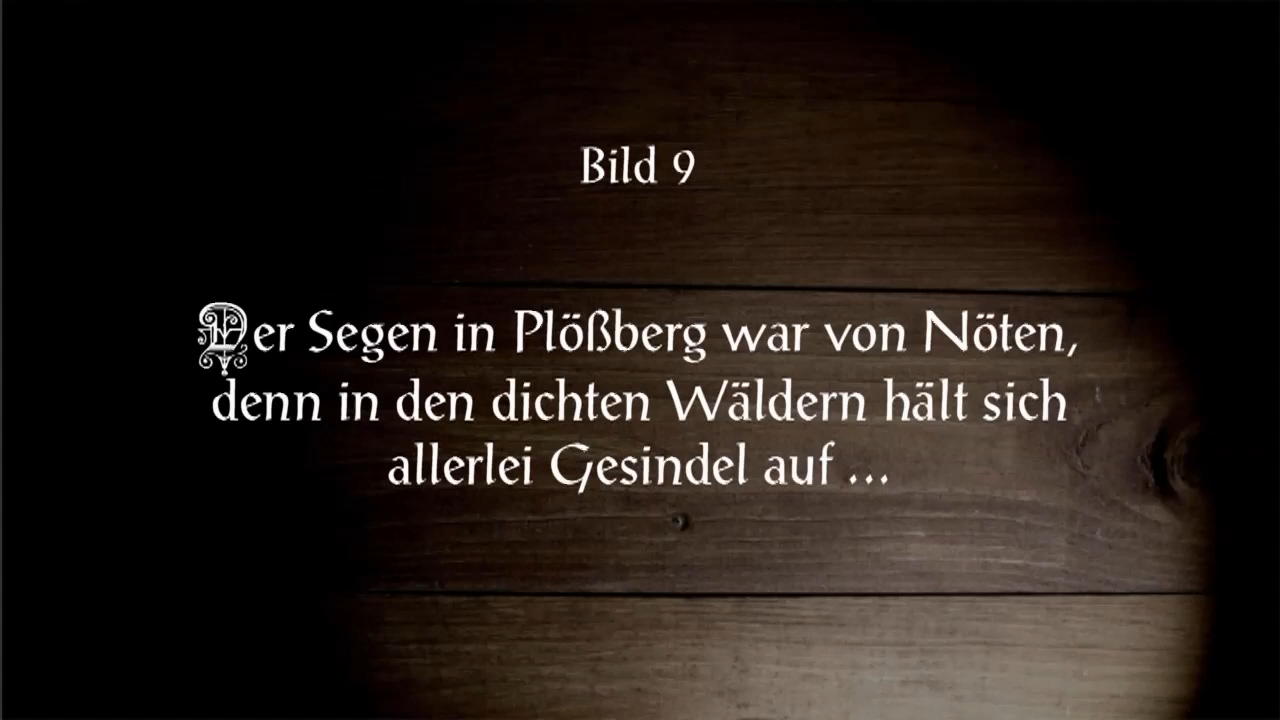 Bild 9
Der Segen in Plößberg war von Nöten,
denn in den dichten Wäldern hält sich
allerlei Gesindel auf ...